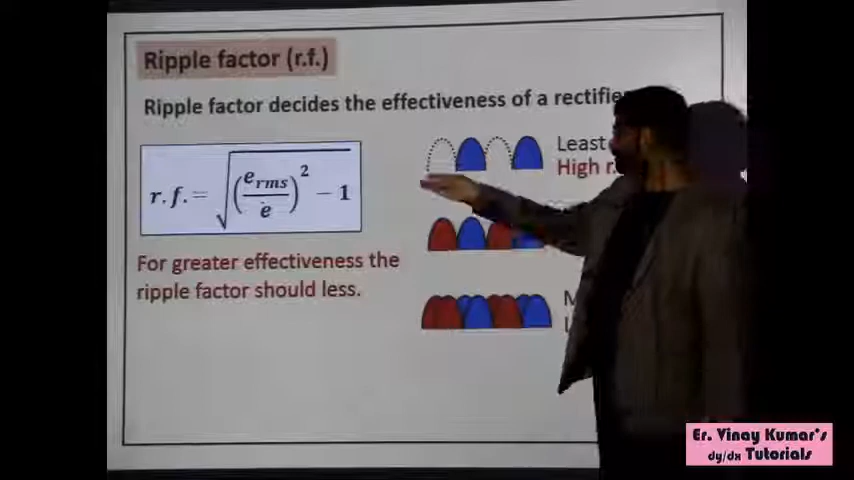 Ripple factor (r.f.)
Ripple factor decides the effectiveness of a
r.f.= √(e_rms/e)² − 1
For greater effectiveness the
ripple factor should less.
Least
High
Er. Vinay Kumar's
dy/dx Tutorials